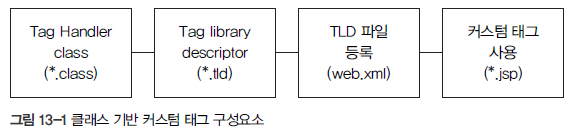 Tag Handler
class
(*.class)
Tag library
descriptor
(*.tld)
TLD 파일
등록
(web.xml)
커스텀 태그
사용
(*.jsp)
그림 13-1 클래스 기반 커스텀 태그 구성요소